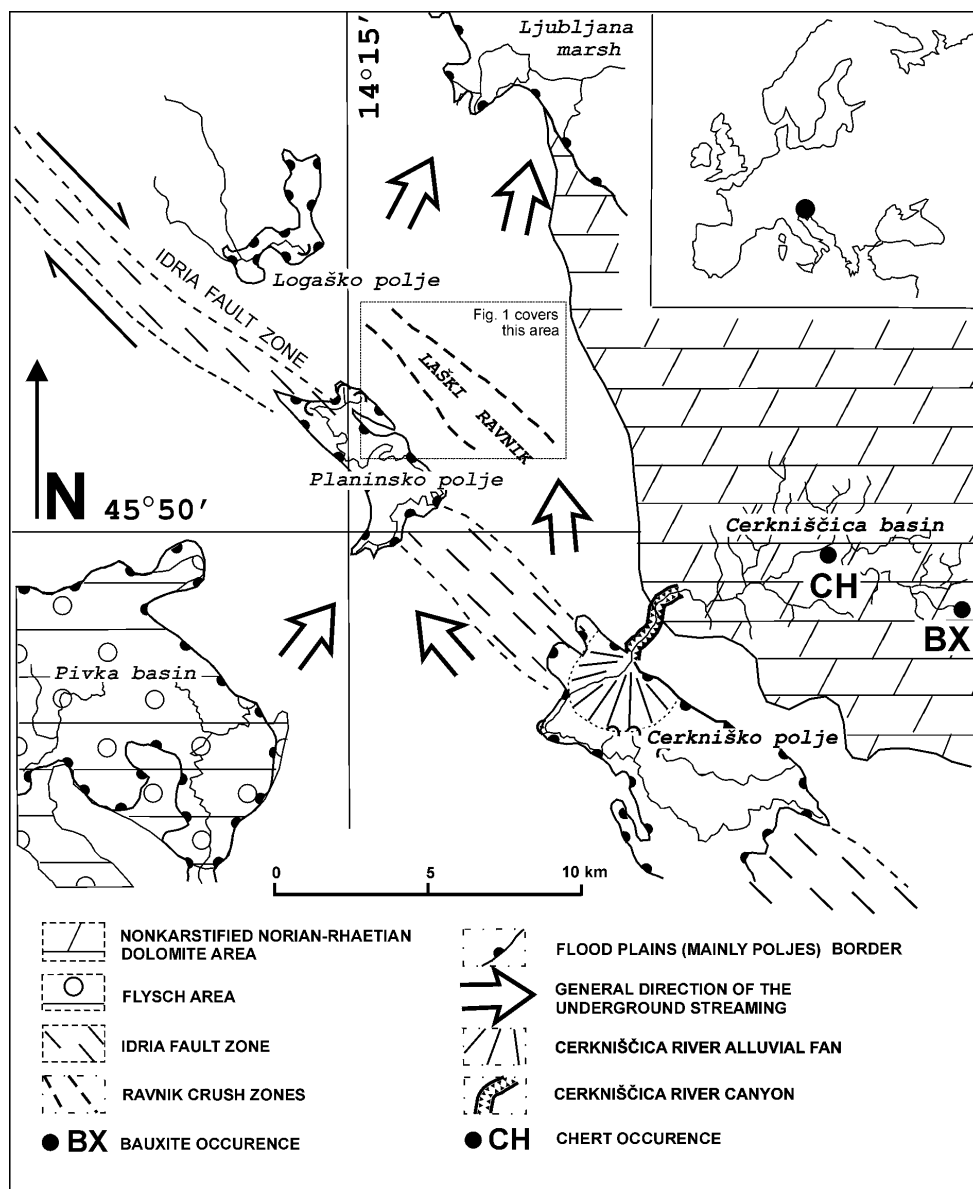 14°15′
Ljubljana
marsh
IDRIA FAULT ZONE
Logaško polje
Fig. 1 covers
this area
LAŠKI RAVNIK
Planinsko polje
N
45°50′
Cerkniščica basin
CH
BX
Pivka basin
Cerkniško polje
0 5 10 km
NONKARSTIFIED NORIAN-RHAETIAN
DOLOMITE AREA
FLYSCH AREA
IDRIA FAULT ZONE
RAVNIK CRUSH ZONES
BX BAUXITE OCCURENCE
FLOOD PLAINS (MAINLY POLJES) BORDER
GENERAL DIRECTION OF THE
UNDERGROUND STREAMING
CERKNIŠČICA RIVER ALLUVIAL FAN
CERKNIŠČICA RIVER CANYON
CH CHERT OCCURENCE